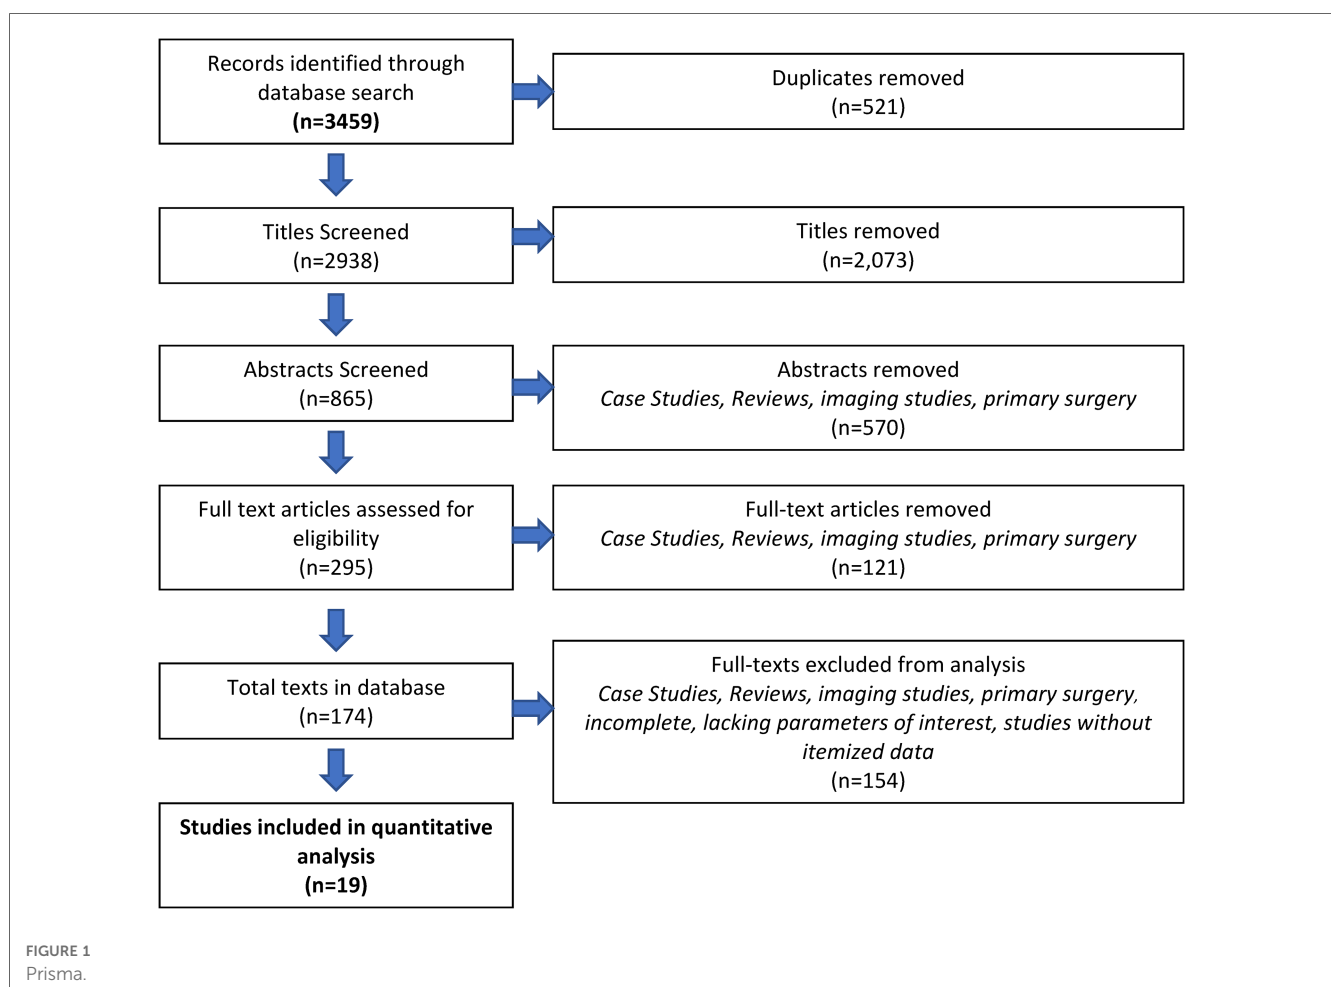 Records identified through
database search
(n=3459)
Duplicates removed
(n=521)
Titles Screened
(n=2938)
Titles removed
(n=2,073)
Abstracts Screened
(n=865)
Abstracts removed
Case Studies, Reviews, imaging studies, primary surgery
(n=570)
Full text articles assessed for
eligibility
(n=295)
Full-text articles removed
Case Studies, Reviews, imaging studies, primary surgery
(n=121)
Total texts in database
(n=174)
Full-texts excluded from analysis
Case Studies, Reviews, imaging studies, primary surgery,
incomplete, lacking parameters of interest, studies without
itemized data
(n=154)
Studies included in quantitative
analysis
(n=19)
FIGURE 1
Prisma.